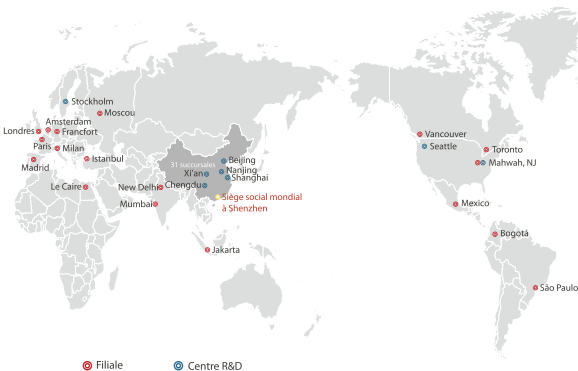 Stockholm
Moscou
Amsterdam
Londres
Francfort
Paris
Milan
Madrid
Istanbul
Le Caire
New Delhi
Mumbai
31 succursales
Beijing
Xi'an
Nanjing
Chengdu
Shanghai
Siège social mondial
à Shenzhen
Jakarta
Vancouver
Seattle
Toronto
Mahwah, NJ
Mexico
Bogotá
São Paulo
Filiale
Centre R&D